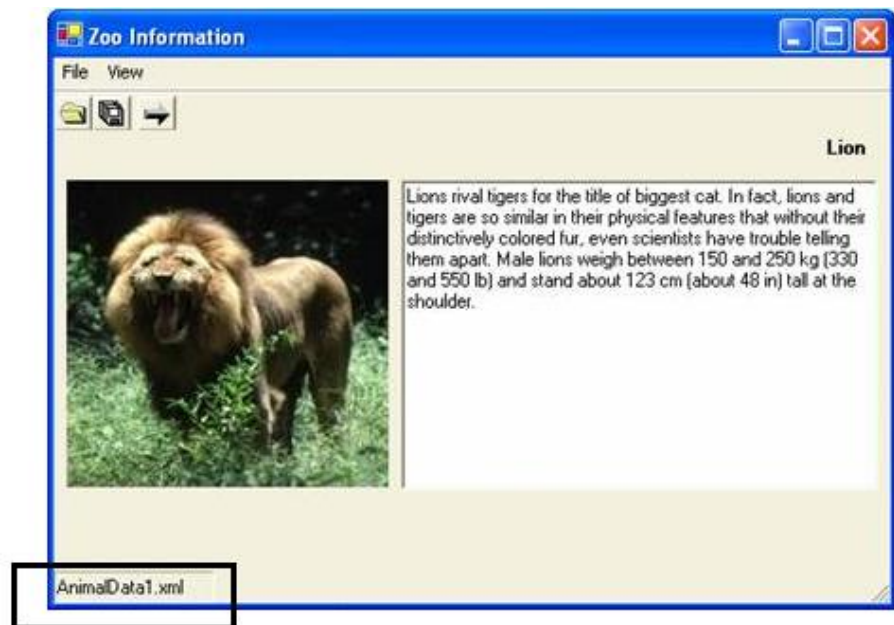 Zoo Information
File View
Lion
Lions rival tigers for the title of biggest cat. In fact, lions and
tigers are so similar in their physical features that without their
distinctively colored fur, even scientists have trouble telling
them apart. Male lions weigh between 150 and 250 kg (330
and 550 lb) and stand about 123 cm (about 48 in) tall at the
shoulder.
AnimalData1.xml